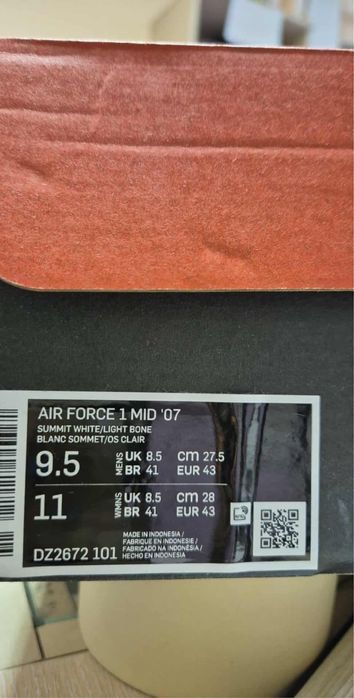 AIR FORCE 1 MID '07
SUMMIT WHITE/LIGHT BONE
BLANC SOMMET/OS CLAIR
9.5 MENS UK 8.5 cm 27.5
BR 41 EUR 43
11 WMNS UK 8.5 cm 28
BR 41 EUR 43
MADE IN INDONESIA /
FABRIQUE EN INDONESIE /
FABRICADO NA INDONÉSIA /
DZ2672 101 HECHO EN INDONESIA